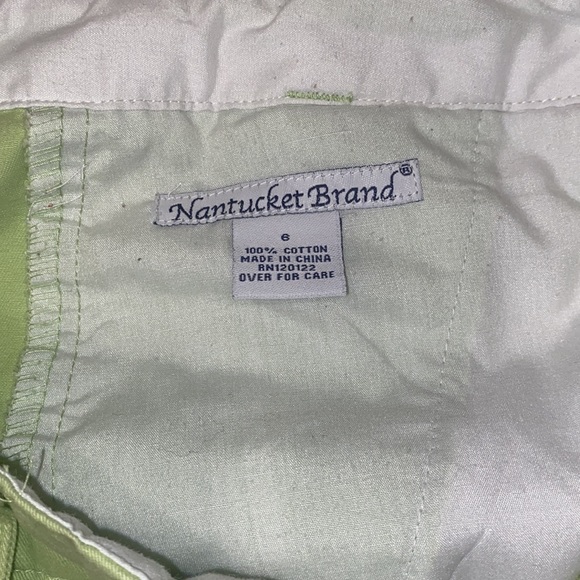 Nantucket Brand®
6
100% COTTON
MADE IN CHINA
RN120122
OVER FOR CARE